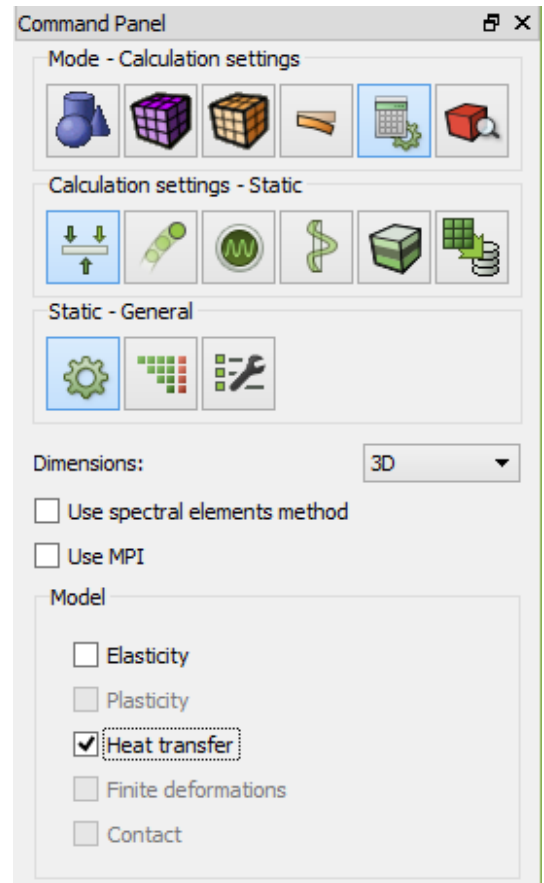 Command Panel
Mode - Calculation settings
Calculation settings - Static
Static - General
Dimensions: 3D
Use spectral elements method
Use MPI
Model
Elasticity
Plasticity
Heat transfer
Finite deformations
Contact